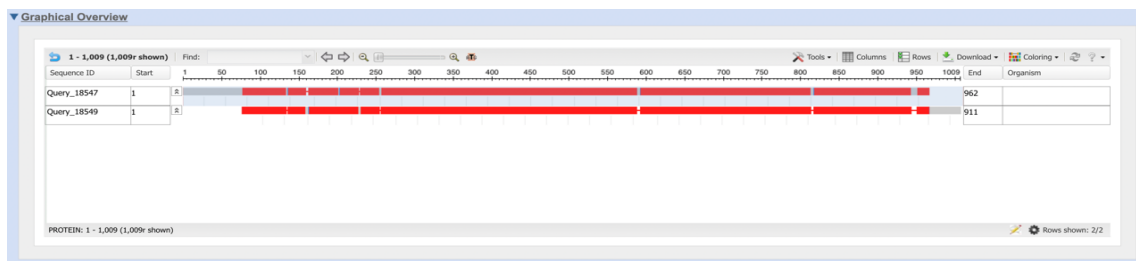 Graphical Overview
1 - 1,009 (1,009r shown) Find: Tools Columns Rows Download Coloring ?
Sequence ID Start 1 50 100 150 200 250 300 350 400 450 500 550 600 650 700 750 800 850 900 950 1009 End Organism
Query_18547 1 962
Query_18549 1 911
PROTEIN: 1 - 1,009 (1,009r shown) Rows shown: 2/2